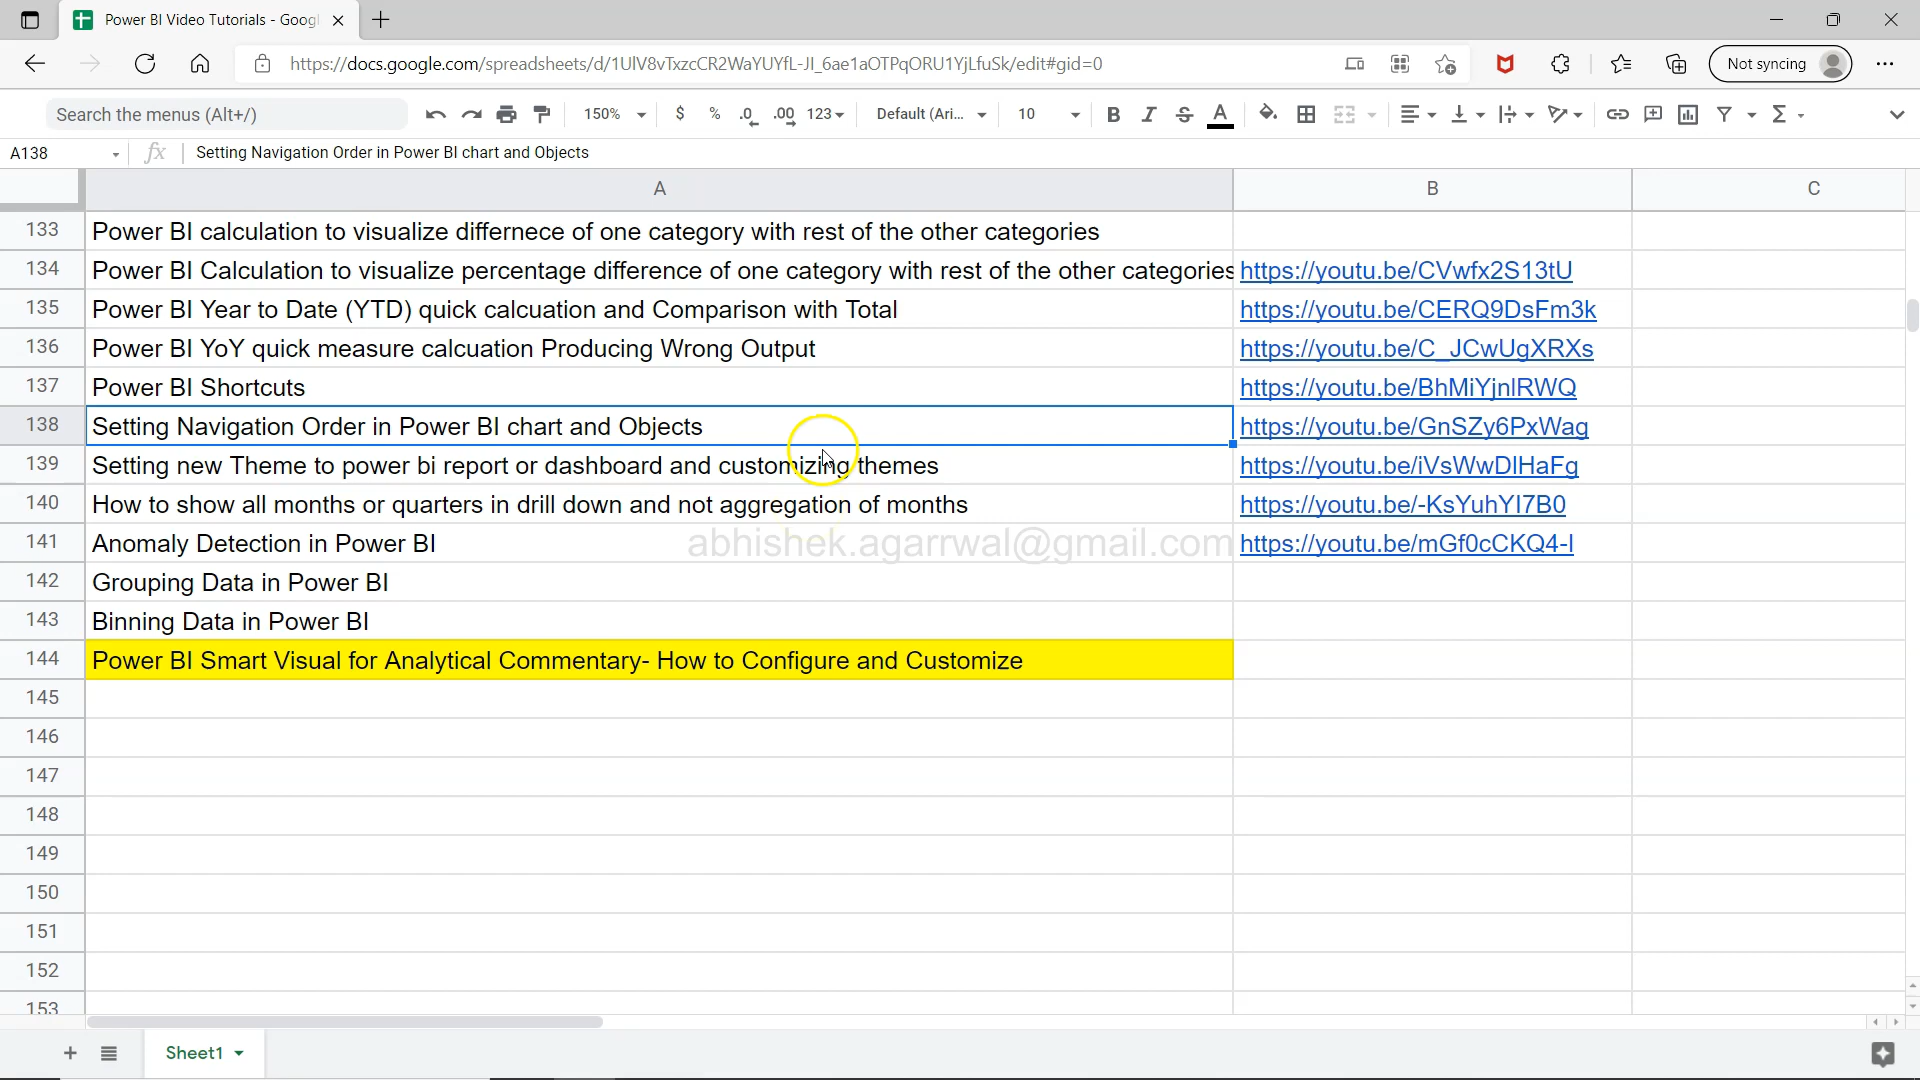 Power BI Video Tutorials - Goog
https://docs.google.com/spreadsheets/d/1UlV8vTxzcCR2WaYUYfL-JI_6ae1aOTPqORU1YjLfuSk/edit#gid=0
Not syncing
Search the menus (Alt+/)
150%
$ % .0 .00 123
Default (Ari...
10
B I S A
A138
fx
Setting Navigation Order in Power BI chart and Objects
A B C
133 Power BI calculation to visualize differnece of one category with rest of the other categories
134 Power BI Calculation to visualize percentage difference of one category with rest of the other categories https://youtu.be/CVwfx2S13tU
135 Power BI Year to Date (YTD) quick calcuation and Comparison with Total https://youtu.be/CERQ9DsFm3k
136 Power BI YoY quick measure calcuation Producing Wrong Output https://youtu.be/C_JCwUgXRXs
137 Power BI Shortcuts https://youtu.be/BhMiYjnlRWQ
138 Setting Navigation Order in Power BI chart and Objects https://youtu.be/GnSZy6PxWag
139 Setting new Theme to power bi report or dashboard and customizing themes https://youtu.be/iVsWwDIHaFg
140 How to show all months or quarters in drill down and not aggregation of months https://youtu.be/-KsYuhYI7B0
141 Anomaly Detection in Power BI https://youtu.be/mGf0cCKQ4-I
abhishek.agarrwal@gmail.com
142 Grouping Data in Power BI
143 Binning Data in Power BI
144 Power BI Smart Visual for Analytical Commentary- How to Configure and Customize
145
146
147
148
149
150
151
152
153
Sheet1